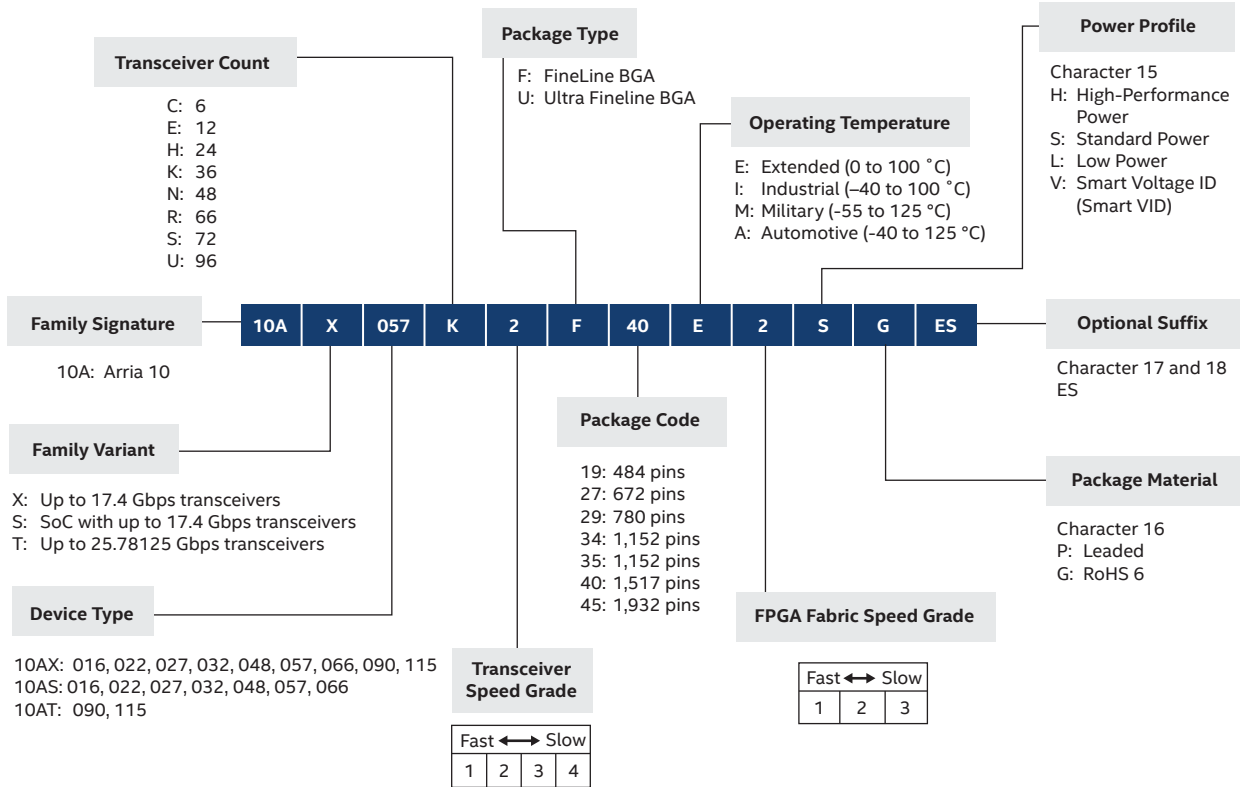 Transceiver Count
C: 6
E: 12
H: 24
K: 36
N: 48
R: 66
S: 72
U: 96
Package Type
F: FineLine BGA
U: Ultra Fineline BGA
Operating Temperature
E: Extended (0 to 100 ˚C)
I: Industrial (–40 to 100 ˚C)
M: Military (-55 to 125 °C)
A: Automotive (-40 to 125 °C)
Power Profile
Character 15
H: High-Performance
Power
S: Standard Power
L: Low Power
V: Smart Voltage ID
(Smart VID)
Family Signature
10A: Arria 10
10A X 057 K 2 F 40 E 2 S G ES
Optional Suffix
Character 17 and 18
ES
Family Variant
X: Up to 17.4 Gbps transceivers
S: SoC with up to 17.4 Gbps transceivers
T: Up to 25.78125 Gbps transceivers
Device Type
10AX: 016, 022, 027, 032, 048, 057, 066, 090, 115
10AS: 016, 022, 027, 032, 048, 057, 066
10AT: 090, 115
Transceiver
Speed Grade
Fast ↔ Slow
1 2 3 4
Package Code
19: 484 pins
27: 672 pins
29: 780 pins
34: 1,152 pins
35: 1,152 pins
40: 1,517 pins
45: 1,932 pins
FPGA Fabric Speed Grade
Fast ↔ Slow
1 2 3
Package Material
Character 16
P: Leaded
G: RoHS 6